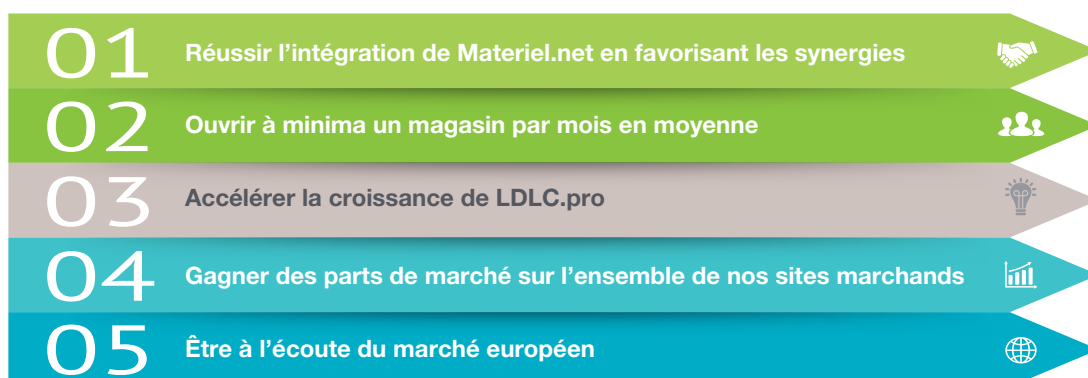 01 Réussir l’intégration de Materiel.net en favorisant les synergies
02 Ouvrir à minima un magasin par mois en moyenne
03 Accélérer la croissance de LDLC.pro
04 Gagner des parts de marché sur l’ensemble de nos sites marchands
05 Être à l’écoute du marché européen